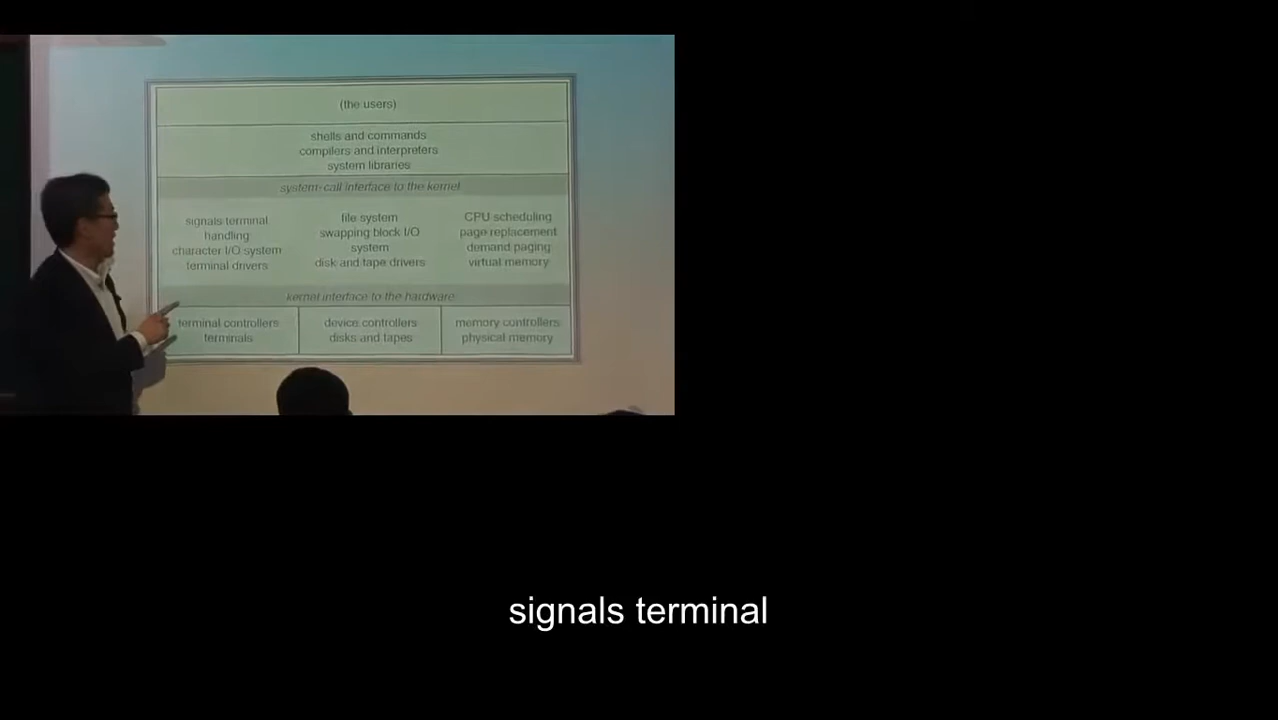 (the users)
shells and commands
compilers and interpreters
system libraries
system-call interface to the kernel
signals terminal
handling
character I/O system
terminal drivers
file system
swapping block I/O
system
disk and tape drivers
CPU scheduling
page replacement
demand paging
virtual memory
kernel interface to the hardware
terminal controllers
terminals
device controllers
disks and tapes
memory controllers
physical memory
signals terminal